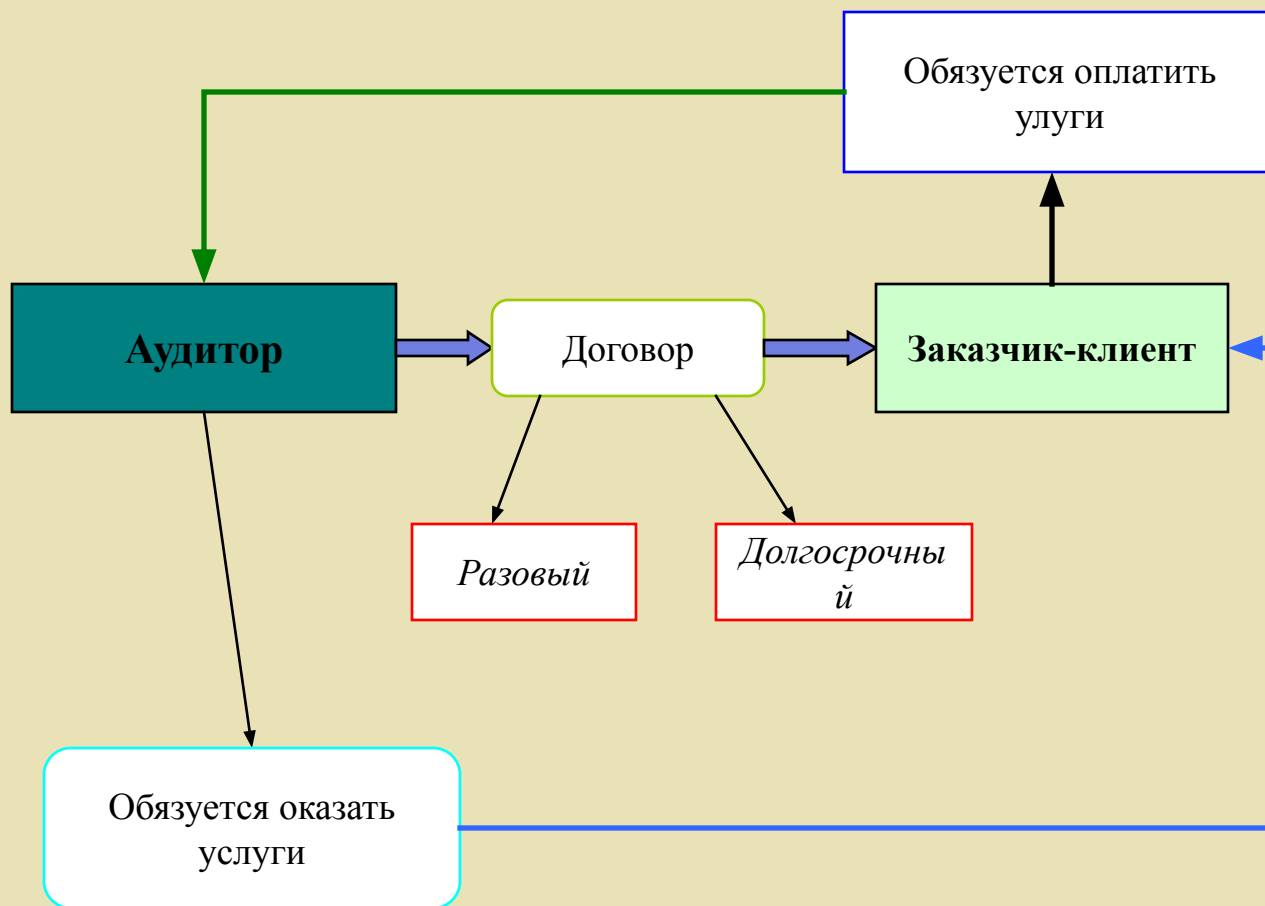 Обязуется оплатить
улуги
Аудитор
Договор
Заказчик-клиент
Разовый
Долгосрочны
й
Обязуется оказать
услуги